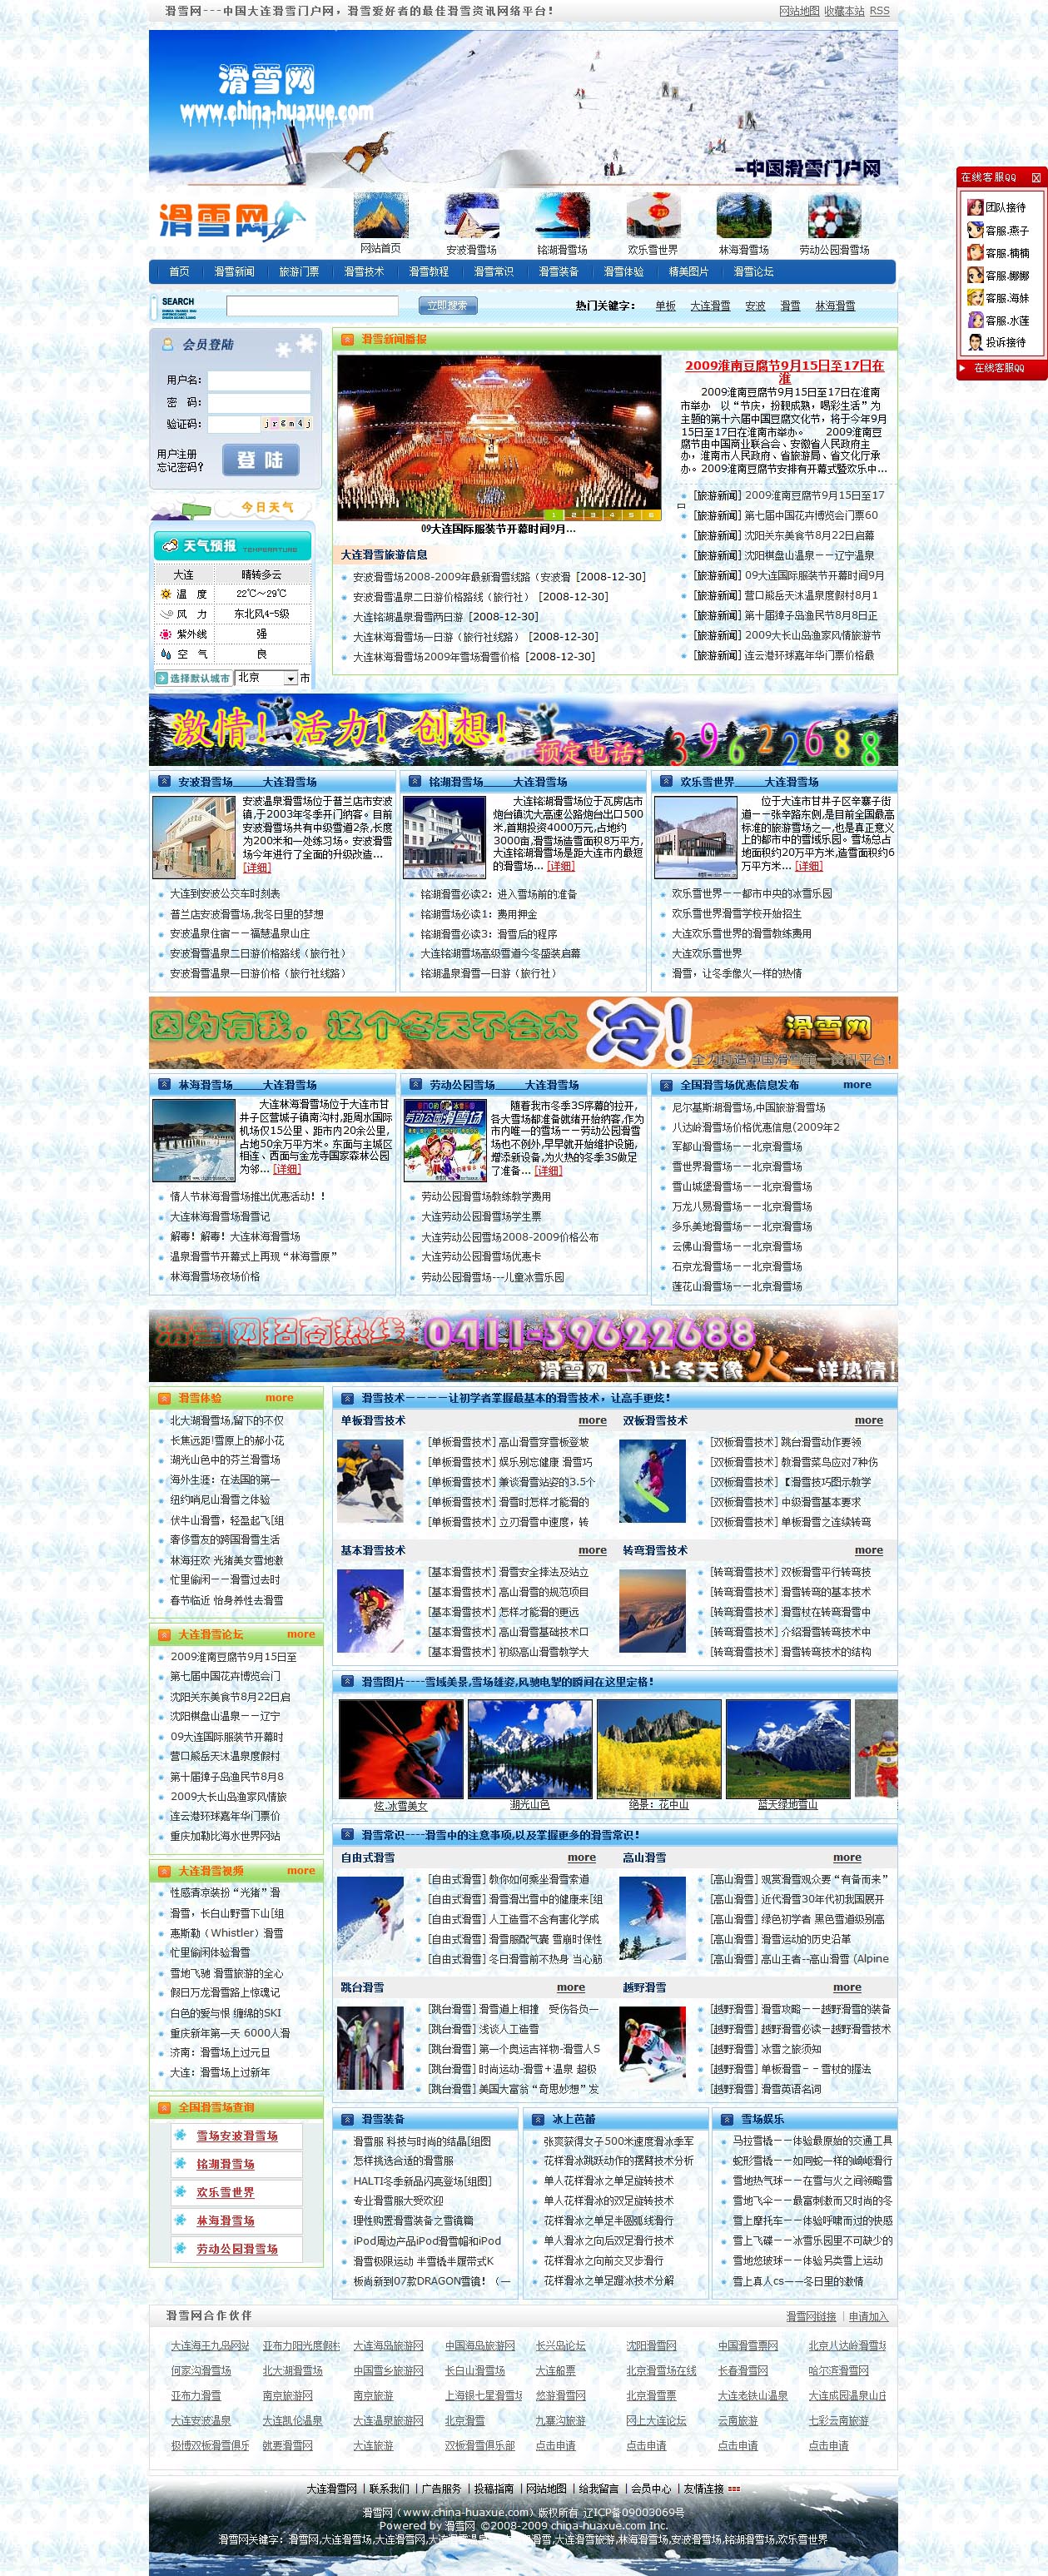 滑雪网---中国大连滑雪门户网，滑雪爱好者的最佳滑雪资讯网络平台！
网站地图 收藏本站 RSS
滑雪网
www.china-huaxue.com
-中国滑雪门户网
在线客服QQ
团队接待
客服.燕子
客服.楠楠
客服.娜娜
客服.海妹
客服.水莲
投诉接待
在线客服QQ
滑雪网
网站首页 安波滑雪场 铭湖滑雪场 欢乐雪世界 林海滑雪场 劳动公园滑雪场
首页 滑雪新闻 旅游门票 滑雪技术 滑雪教程 滑雪常识 滑雪装备 滑雪体验 精美图片 滑雪论坛
SEARCH 立即搜索 热门关键字： 单板 大连滑雪 安波 滑雪 林海滑雪
会员登陆
用户名：
密 码：
验证码：
用户注册
忘记密码？
登 陆
今日天气
天气预报 TEMPERATURE
大连 晴转多云
温 度 22℃～29℃
风 力 东北风4-5级
紫外线 强
空 气 良
选择默认城市 北京 市
滑雪新闻播报
1 2 3 4 5 6
09大连国际服装节开幕时间9月...
大连滑雪旅游信息
安波滑雪场2008-2009年最新滑雪线路（安波滑 [2008-12-30]
安波滑雪温泉二日游价格路线（旅行社） [2008-12-30]
大连铭湖温泉滑雪两日游 [2008-12-30]
大连林海滑雪场一日游（旅行社线路） [2008-12-30]
大连林海滑雪场2009年雪场滑雪价格 [2008-12-30]
2009淮南豆腐节9月15日至17日在淮
2009淮南豆腐节9月15日至17日在淮南
市举办 以“节庆，扮靓成熟，喝彩生活”为
主题的第十六届中国豆腐文化节，将于今年9月
15日至17日在淮南市举办。 2009淮南豆
腐节由中国商业联合会、安徽省人民政府主
办，淮南市人民政府、省旅游局、省文化厅承
办。2009淮南豆腐节安排有开幕式暨欢乐中...
[旅游新闻] 2009淮南豆腐节9月15日至17
[旅游新闻] 第七届中国花卉博览会门票60
[旅游新闻] 沈阳关东美食节8月22日启幕
[旅游新闻] 沈阳棋盘山温泉－－辽宁温泉
[旅游新闻] 09大连国际服装节开幕时间9月
[旅游新闻] 营口熊岳天沐温泉度假村8月1
[旅游新闻] 第十届獐子岛渔民节8月8日正
[旅游新闻] 2009大长山岛渔家风情旅游节
[旅游新闻] 连云港环球嘉年华门票价格最
激情！活力！创想！ 预定电话：39622688
安波滑雪场_____大连滑雪场
安波温泉滑雪场位于普兰店市安波
镇,于2003年冬季开门纳客。目前
安波滑雪场共有中级雪道2条,长度
为200米和一处练习场。安波滑雪
场今年进行了全面的升级改造...
[详细]
大连到安波公交车时刻表
普兰店安波滑雪场,我冬日里的梦想
安波温泉住宿－－福慧温泉山庄
安波滑雪温泉二日游价格路线（旅行社）
安波滑雪温泉一日游价格（旅行社线路）
铭湖滑雪场_____大连滑雪场
大连铭湖滑雪场位于瓦房店市
炮台镇沈大高速公路炮台出口500
米,首期投资4000万元,占地约
3000亩,滑雪场造雪面积8万平方,
大连铭湖滑雪场是距大连市内最短
的滑雪场... [详细]
铭湖滑雪必读2：进入雪场前的准备
铭湖雪场必读1：费用押金
铭湖滑雪必读3：滑雪后的程序
大连铭湖雪场高级雪道今冬盛装启幕
铭湖温泉滑雪一日游（旅行社）
欢乐雪世界_____大连滑雪场
位于大连市甘井子区辛寨子街
道－－张辛路东侧,是目前全国最高
标准的旅游雪场之一,也是真正意义
上的都市中的雪域乐园。雪场总占
地面积约20万平方米,造雪面积约6
万平方米... [详细]
欢乐雪世界－－都市中央的冰雪乐园
欢乐雪世界滑雪学校开始招生
大连欢乐雪世界的滑雪教练费用
大连欢乐雪世界
滑雪，让冬季像火一样的热情
因为有我，这个冬天不会太 冷！ 滑雪网
全力打造中国滑雪第一资讯平台！
林海滑雪场_____大连滑雪场
大连林海滑雪场位于大连市甘
井子区营城子镇南沟村,距周水国际
机场仅15公里、距市内20余公里,
占地50余万平方米。东面与主城区
相连、西面与金龙寺国家森林公园
为邻... [详细]
情人节林海滑雪场推出优惠活动！！
大连林海滑雪场滑雪记
解毒！解毒！大连林海滑雪场
温泉滑雪节开幕式上再现“林海雪原”
林海滑雪场夜场价格
劳动公园雪场_____大连滑雪场
劳动公园滑雪场
随着我市冬季3S序幕的拉开,
各大雪场都准备就绪开始纳客,作为
市内唯一的雪场－－劳动公园滑雪
场也不例外,早早就开始维护设施,
增添新设备,为火热的冬季3S做足
了准备... [详细]
劳动公园滑雪场教练教学费用
大连劳动公园滑雪场学生票
大连劳动公园雪场2008-2009价格公布
大连劳动公园滑雪场优惠卡
劳动公园滑雪场---儿童冰雪乐园
全国滑雪场优惠信息发布 more
尼尔基斯湖滑雪场,中国旅游滑雪场
八达岭滑雪场价格优惠信息(2009年2
军都山滑雪场－－北京滑雪场
雪世界滑雪场－－北京滑雪场
雪山城堡滑雪场－－北京滑雪场
万龙八易滑雪场－－北京滑雪场
多乐美地滑雪场－－北京滑雪场
云佛山滑雪场－－北京滑雪场
石京龙滑雪场－－北京滑雪场
莲花山滑雪场－－北京滑雪场
滑雪网招商热线:0411-39622688
滑雪网——让冬天像火一样热情!
滑雪体验 more
北大湖滑雪场,留下的不仅
长焦远距!雪原上的郝小花
湖光山色中的芬兰滑雪场
海外生涯：在法国的第一
纽约哨尼山滑雪之体验
伏牛山滑雪，轻盈起飞[组
奢侈雪友的跨国滑雪生活
林海狂欢 光猪美女雪地激
忙里偷闲－－滑雪过去时
春节临近 怡身养性去滑雪
大连滑雪论坛 more
2009淮南豆腐节9月15日至
第七届中国花卉博览会门
沈阳关东美食节8月22日启
沈阳棋盘山温泉－－辽宁
09大连国际服装节开幕时
营口熊岳天沐温泉度假村
第十届獐子岛渔民节8月8
2009大长山岛渔家风情旅
连云港环球嘉年华门票价
重庆加勒比海水世界网站
大连滑雪视频 more
性感清凉装扮“光猪”滑
滑雪，长白山野雪下山[组
惠斯勒（Whistler）滑雪
忙里偷闲体验滑雪
雪地飞驰 滑雪旅游的全心
假日万龙滑雪路上惊魂记
白色的爱与恨 缠绵的SKI
重庆新年第一天 6000人滑
济南：滑雪场上过元旦
大连：滑雪场上过新年
全国滑雪场查询
雪场安波滑雪场
铭湖滑雪场
欢乐雪世界
林海滑雪场
劳动公园滑雪场
滑雪技术－－－－让初学者掌握最基本的滑雪技术，让高手更炫！
单板滑雪技术 more
[单板滑雪技术] 高山滑雪穿雪板登坡
[单板滑雪技术] 娱乐别忘健康 滑雪巧
[单板滑雪技术] 兼谈滑雪站姿的3.5个
[单板滑雪技术] 滑雪时怎样才能滑的
[单板滑雪技术] 立刃滑雪中速度，转
双板滑雪技术 more
[双板滑雪技术] 跳台滑雪动作要领
[双板滑雪技术] 教滑雪菜鸟应对7种伤
[双板滑雪技术] 【滑雪技巧图示教学
[双板滑雪技术] 中级滑雪基本要求
[双板滑雪技术] 单板滑雪之连续转弯
基本滑雪技术 more
[基本滑雪技术] 滑雪安全摔法及站立
[基本滑雪技术] 高山滑雪的规范项目
[基本滑雪技术] 怎样才能滑的更远
[基本滑雪技术] 高山滑雪基础技术口
[基本滑雪技术] 初级高山滑雪教学大
转弯滑雪技术 more
[转弯滑雪技术] 双板滑雪平行转弯技
[转弯滑雪技术] 滑雪转弯的基本技术
[转弯滑雪技术] 滑雪杖在转弯滑雪中
[转弯滑雪技术] 介绍滑雪转弯技术中
[转弯滑雪技术] 滑雪转弯技术的结构
滑雪图片----雪域美景,雪场雄姿,风驰电掣的瞬间在这里定格！
炫.冰雪美女 湖光山色 绝景：花中山 蓝天绿地雪山
滑雪常识----滑雪中的注意事项,以及掌握更多的滑雪常识！
自由式滑雪 more
[自由式滑雪] 教你如何乘坐滑雪索道
[自由式滑雪] 滑雪滑出雪中的健康来[组
[自由式滑雪] 人工造雪不含有害化学成
[自由式滑雪] 滑雪服配气囊 雪崩时保性
[自由式滑雪] 冬日滑雪前不热身 当心筋
高山滑雪 more
[高山滑雪] 观赏滑雪观众要“有备而来”
[高山滑雪] 近代滑雪30年代初我国展开
[高山滑雪] 绿色初学者 黑色雪道级别高
[高山滑雪] 滑雪运动的历史沿革
[高山滑雪] 高山王者--高山滑雪 (Alpine
跳台滑雪 more
[跳台滑雪] 滑雪道上相撞 受伤各负一
[跳台滑雪] 浅谈人工造雪
[跳台滑雪] 第一个奥运吉祥物-滑雪人S
[跳台滑雪] 时尚运动-滑雪＋温泉 超极
[跳台滑雪] 美国大富翁“奇思妙想”发
越野滑雪 more
[越野滑雪] 滑雪攻略－－越野滑雪的装备
[越野滑雪] 越野滑雪必读－越野滑雪技术
[越野滑雪] 冰雪之旅须知
[越野滑雪] 单板滑雪－－雪杖的握法
[越野滑雪] 滑雪英语名词
滑雪装备
滑雪服 科技与时尚的结晶[组图
怎样挑选合适的滑雪服
HALTI冬季新品闪亮登场[组图]
专业滑雪服大受欢迎
理性购置滑雪装备之雪镜篇
iPod周边产品iPod滑雪帽和iPod
滑雪极限运动 半雪橇半履带式K
板尚新到07款DRAGON雪镜！（一
冰上芭蕾
张爽获得女子500米速度滑冰季军
花样滑冰跳跃动作的摆臂技术分析
单人花样滑冰之单足旋转技术
单人花样滑冰的双足旋转技术
花样滑冰之单足半圆弧线滑行
单人滑冰之向后双足滑行技术
花样滑冰之向前交叉步滑行
花样滑冰之单足蹬冰技术分解
雪场娱乐
马拉雪橇－－体验最原始的交通工具
蛇形雪橇－－如同蛇一样的崎岖滑行
雪地热气球－－在雪与火之间领略雪
雪地飞伞－－最富刺激而又时尚的冬
雪上摩托车－－体验呼啸而过的快感
雪上飞碟－－冰雪乐园里不可缺少的
雪地悠玻球－－体验另类雪上运动
雪上真人cs——冬日里的激情
滑雪网合作伙伴 滑雪网链接 | 申请加入
大连海王九岛网站 亚布力阳光度假村 大连海岛旅游网 中国海岛旅游网 长兴岛论坛 沈阳滑雪网 中国滑雪票网 北京八达岭滑雪场
何家沟滑雪场 北大湖滑雪场 中国雪乡旅游网 长白山滑雪场 大连船票 北京滑雪场在线 长春滑雪网 哈尔滨滑雪网
亚布力滑雪 南京旅游网 南京旅游 上海银七星滑雪场 悠游滑雪网 北京滑雪票 大连老铁山温泉 大连成园温泉山庄
大连安波温泉 大连凯伦温泉 大连温泉旅游网 北京滑雪 九寨沟旅游 网上大连论坛 云南旅游 七彩云南旅游
极博双板滑雪俱乐 就要滑雪网 大连旅游 双板滑雪俱乐部 点击申请 点击申请 点击申请 点击申请
大连滑雪网 | 联系我们 | 广告服务 | 投稿指南 | 网站地图 | 给我留言 | 会员中心 | 友情连接
滑雪网（www.china-huaxue.com）版权所有 辽ICP备09003069号
Powered by 滑雪网 ©2008-2009 china-huaxue.com Inc.
滑雪网关键字：滑雪网,大连滑雪场,大连滑雪网,大连滑雪温泉,滑雪,大连滑雪旅游,林海滑雪场,安波滑雪场,铭湖滑雪场,欢乐雪世界